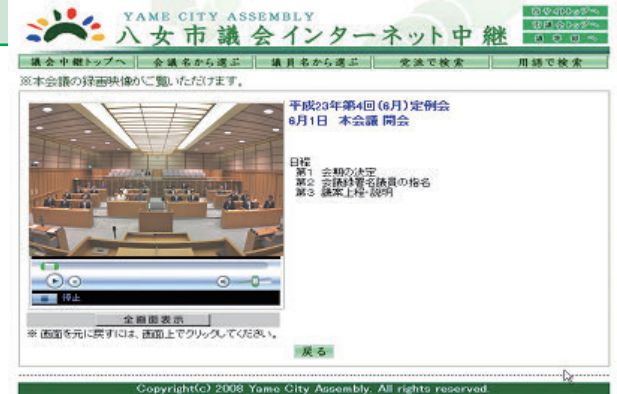 YAME CITY ASSEMBLY
八女市議会インターネット中継
議会中継トップへ 会議名から選ぶ 議員名から選ぶ 党派で検索 用語で検索
※本会議の録画映像がご覧いただけます。
平成23年第4回(6月)定例会
6月1日 本会議 開会
日程
第1 会期の決定
第2 会議録署名議員の指名
第3 議案上程・説明
停止
全画面表示
※ 画面を元に戻すには、画面上でクリックしてください。
戻る
Copyright(c) 2008 Yame City Assembly. All rights reserved.